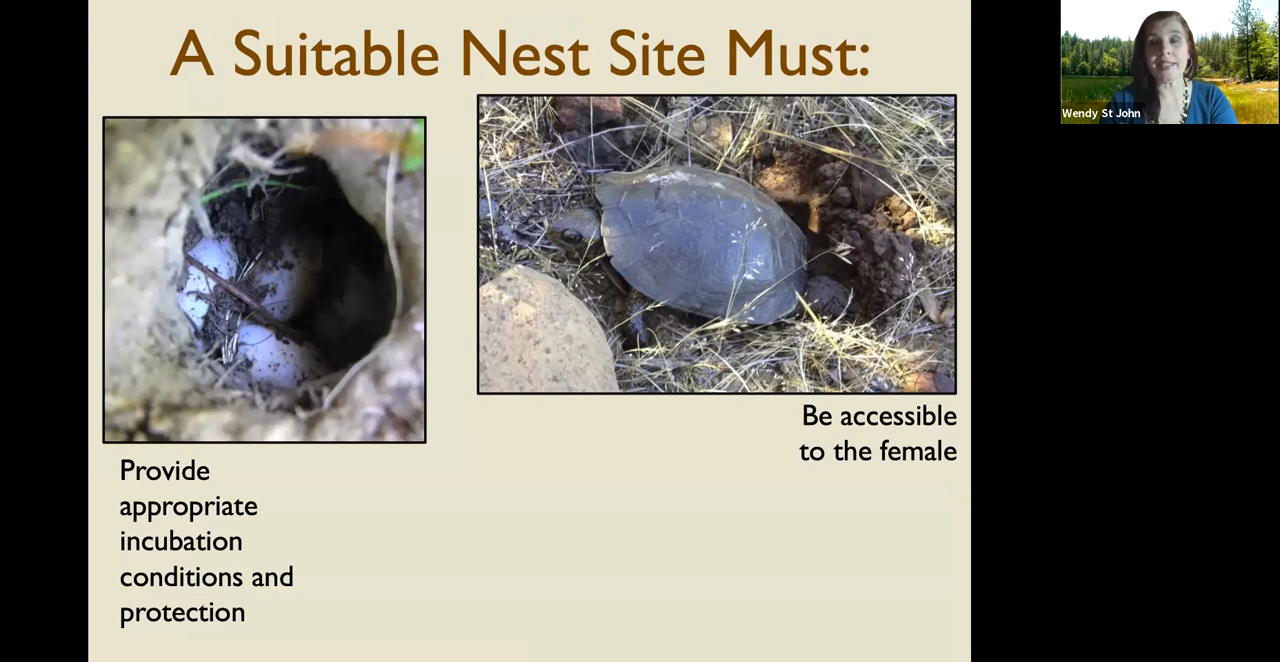 A Suitable Nest Site Must:
Wendy St John
Be accessible
to the female
Provide
appropriate
incubation
conditions and
protection